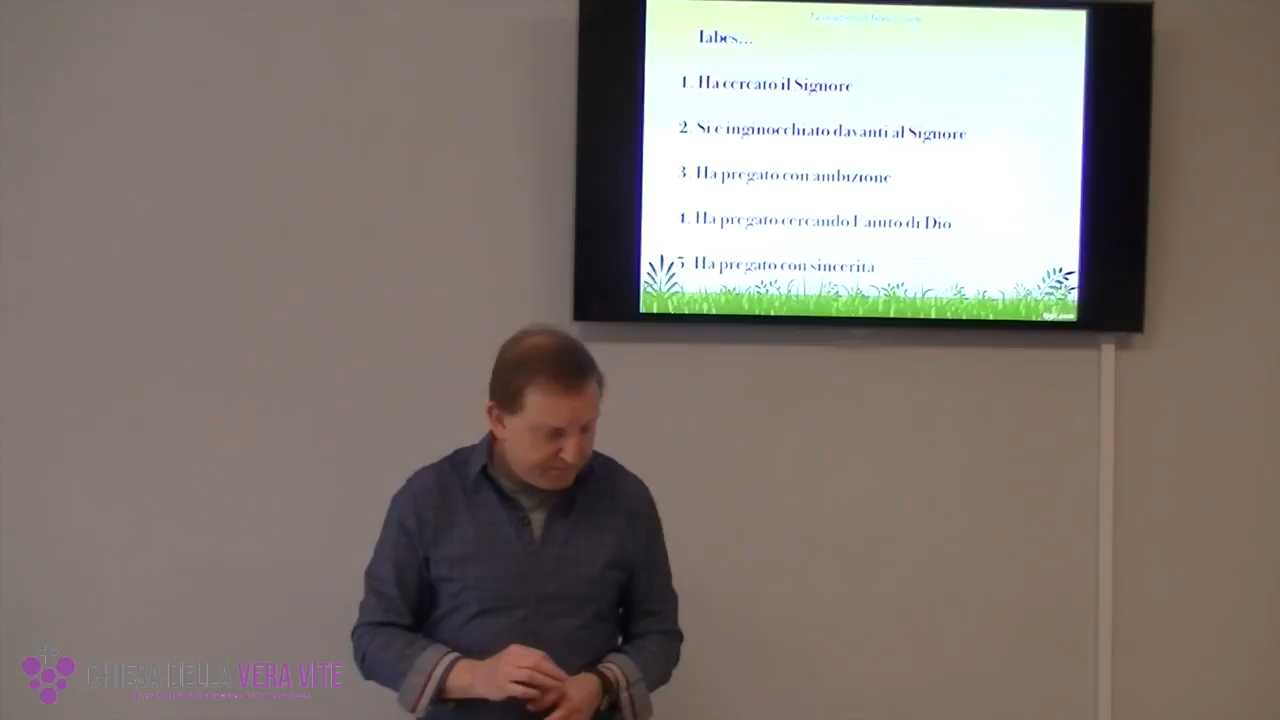 Iabes...
1. Ha cercato il Signore
2. Si e inginocchiato davanti al Signore
3. Ha pregato con ambizione
4. Ha pregato cercando l'aiuto di Dio
5. Ha pregato con sincerita
CHIESA DELLA VERA VITE